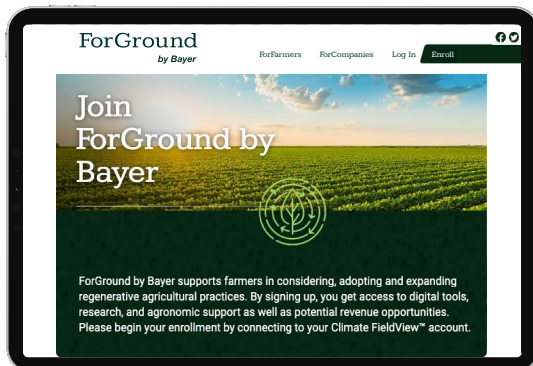 ForGround
by Bayer
ForFarmers ForCompanies Log In Enroll
Join
ForGround by
Bayer
ForGround by Bayer supports farmers in considering, adopting and expanding
regenerative agricultural practices. By signing up, you get access to digital tools,
research, and agronomic support as well as potential revenue opportunities.
Please begin your enrollment by connecting to your Climate FieldView™ account.